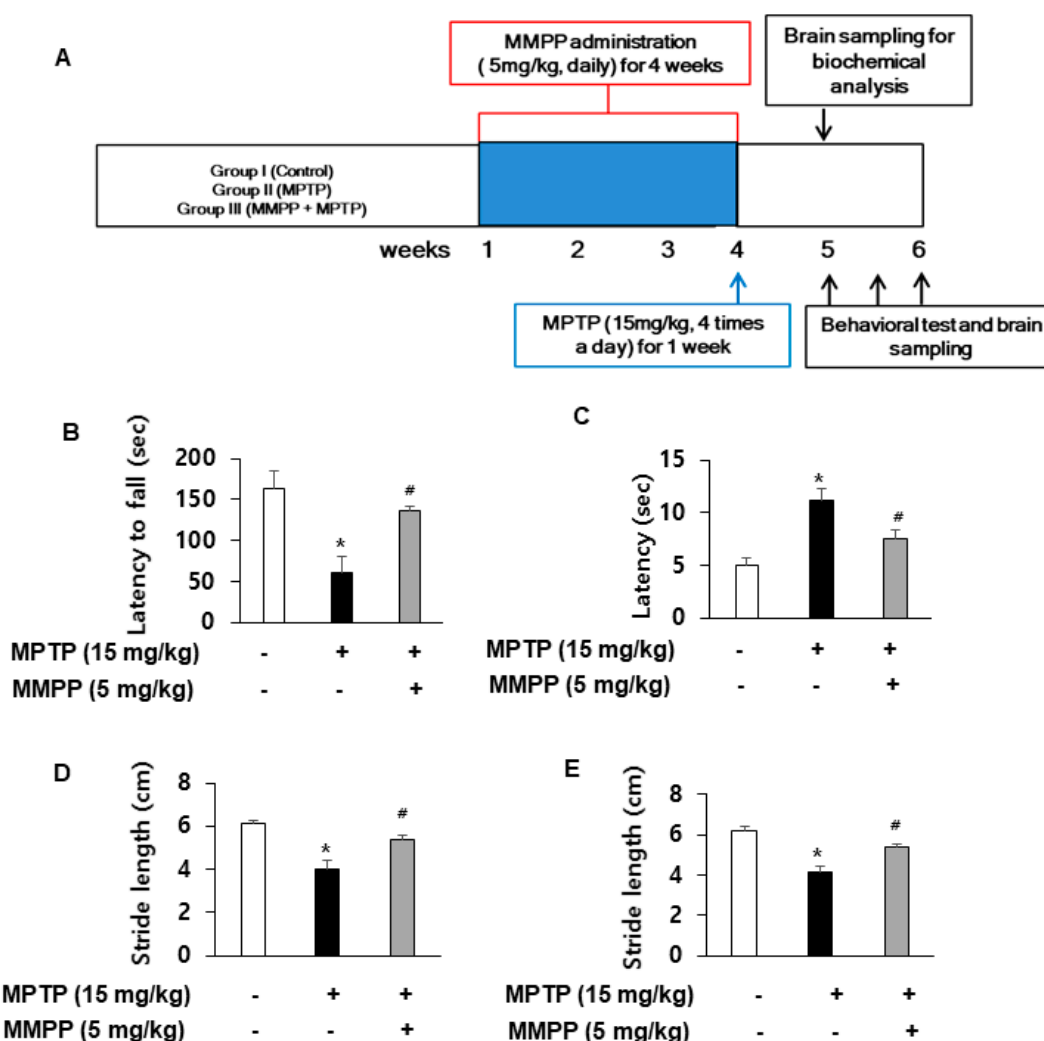 A
MMPP administration
( 5mg/kg, daily) for 4 weeks
Brain sampling for
biochemical
analysis
Group I (Control)
Group II (MPTP)
Group III (MMPP + MPTP)
weeks 1 2 3 4 5 6
MPTP (15mg/kg, 4 times
a day) for 1 week
Behavioral test and brain
sampling
B
Latency to fall (sec)
200
150
100
50
0
*
#
MPTP (15 mg/kg) - + +
MMPP (5 mg/kg) - - +
C
Latency (sec)
15
10
5
0
*
#
MPTP (15 mg/kg) - + +
MMPP (5 mg/kg) - - +
D
Stride length (cm)
8
6
4
2
0
*
#
MPTP (15 mg/kg) - + +
MMPP (5 mg/kg) - - +
E
Stride length (cm)
8
6
4
2
0
*
#
MPTP (15 mg/kg) - + +
MMPP (5 mg/kg) - - +